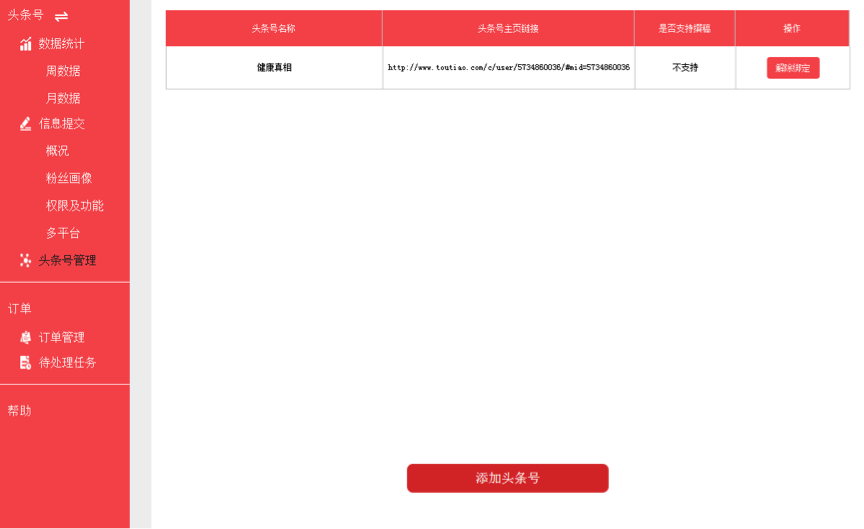 头条号
数据统计
周数据
月数据
信息提交
概况
粉丝画像
权限及功能
多平台
头条号管理
订单
订单管理
待处理任务
帮助
头条号名称 头条号主页链接 是否支持撰稿 操作
健康真相 http://www.toutiao.com/c/user/5734860036/#mid=5734860036 不支持 解除绑定
添加头条号